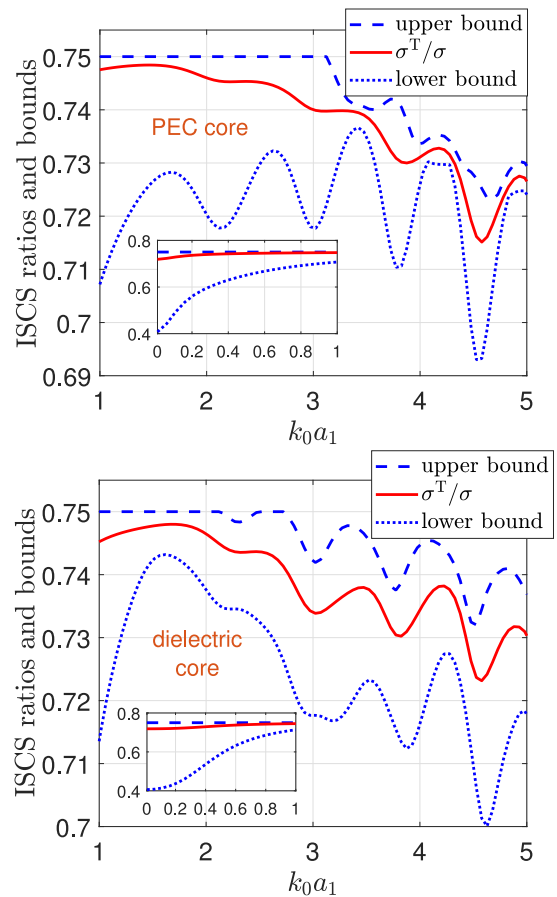 upper bound
σᵀ/σ
lower bound
ISCS ratios and bounds
0.75
0.74
0.73
0.72
0.71
0.7
0.69
PEC core
0.8
0.6
0.4
0 0.2 0.4 0.6 0.8 1
1 2 3 4 5
k₀a₁
upper bound
σᵀ/σ
lower bound
ISCS ratios and bounds
0.75
0.74
0.73
0.72
0.71
0.7
dielectric
core
0.8
0.6
0.4
0 0.2 0.4 0.6 0.8 1
1 2 3 4 5
k₀a₁